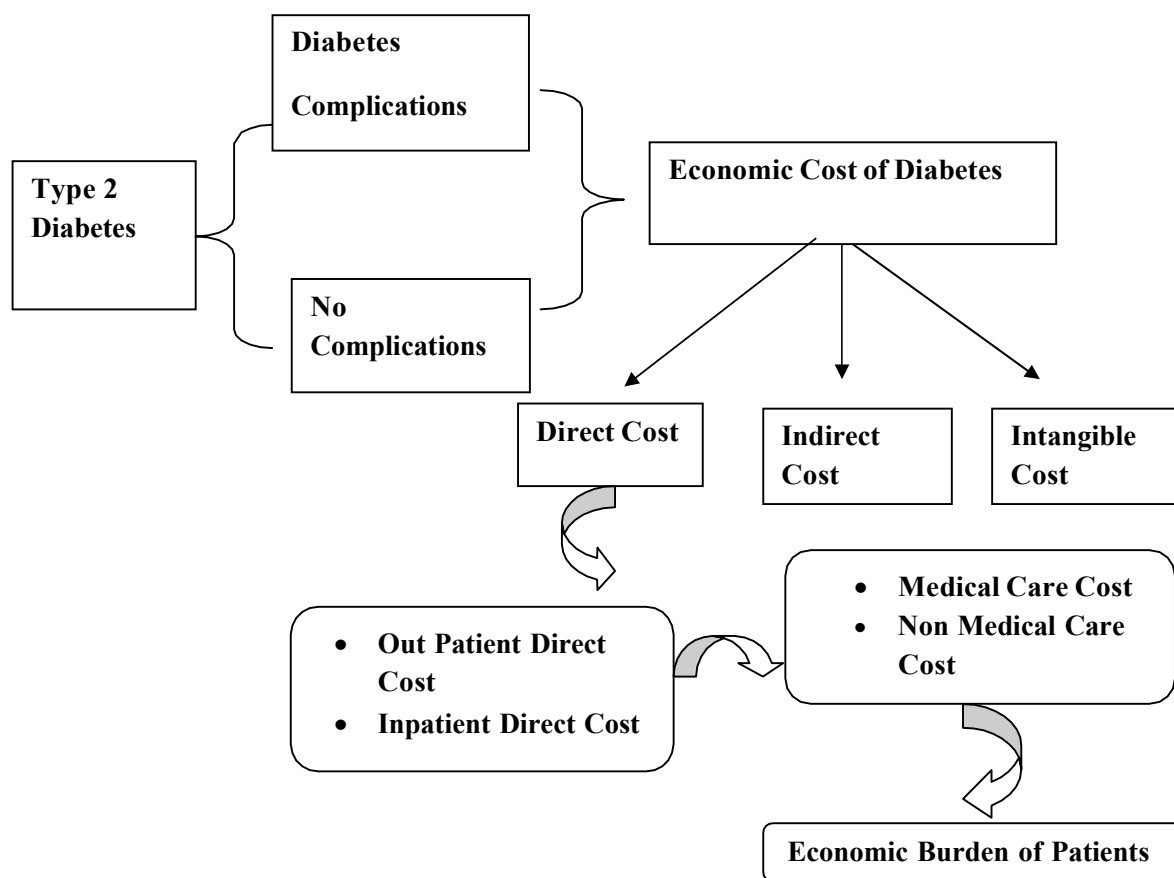 Diabetes
Complications
Type 2
Diabetes
Economic Cost of Diabetes
No
Complications
Direct Cost
Indirect
Cost
Intangible
Cost
• Out Patient Direct
Cost
• Inpatient Direct Cost
• Medical Care Cost
• Non Medical Care
Cost
Economic Burden of Patients